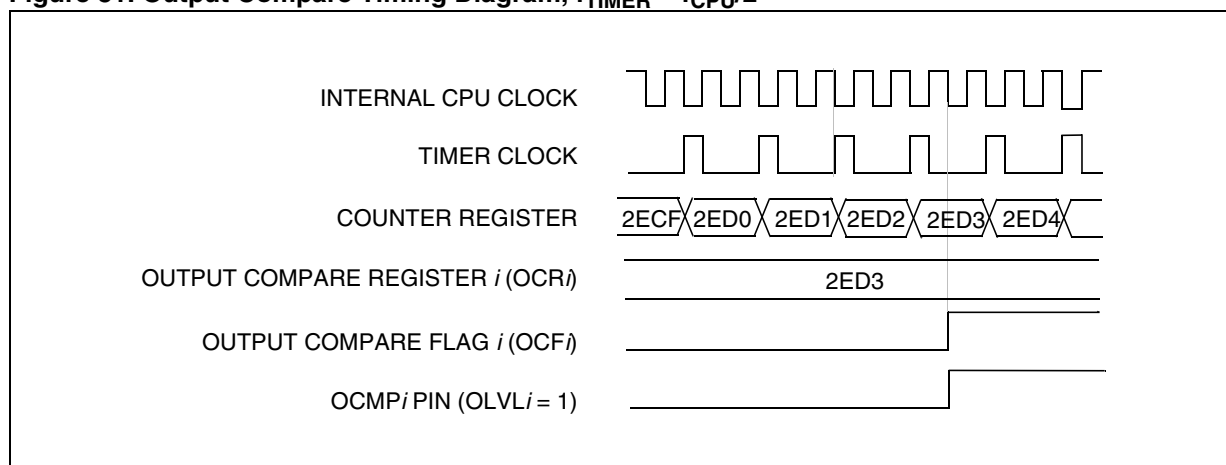 INTERNAL CPU CLOCK
TIMER CLOCK
COUNTER REGISTER 2ECF 2ED0 2ED1 2ED2 2ED3 2ED4
OUTPUT COMPARE REGISTER i (OCRi) 2ED3
OUTPUT COMPARE FLAG i (OCFi)
OCMPi PIN (OLVLi = 1)